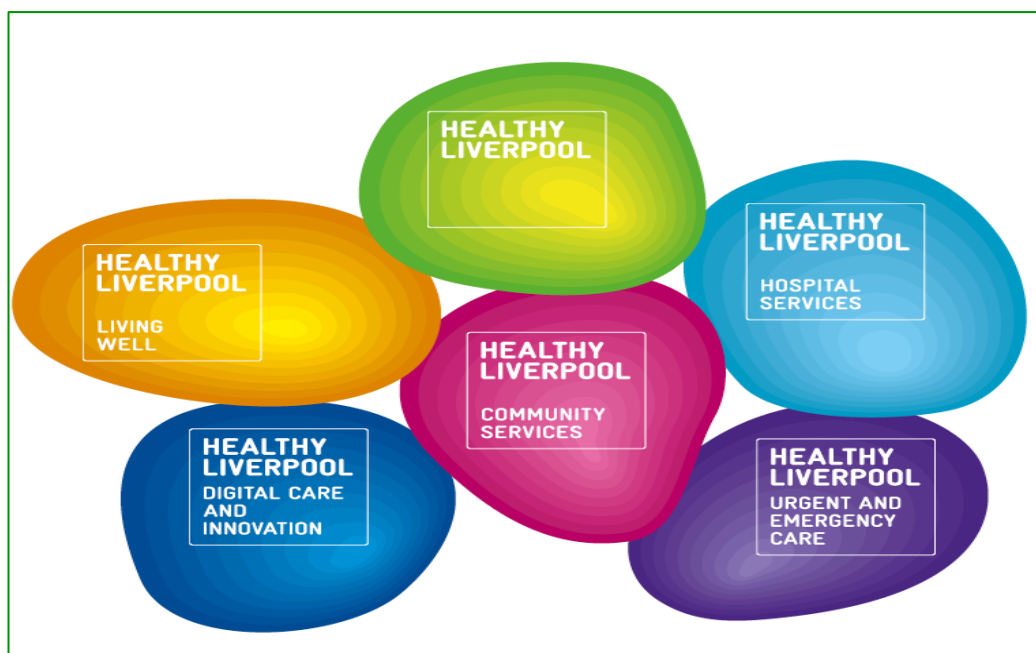 HEALTHY
LIVERPOOL
HEALTHY
LIVERPOOL
LIVING
WELL
HEALTHY
LIVERPOOL
HOSPITAL
SERVICES
HEALTHY
LIVERPOOL
COMMUNITY
SERVICES
HEALTHY
LIVERPOOL
DIGITAL CARE
AND
INNOVATION
HEALTHY
LIVERPOOL
URGENT AND
EMERGENCY
CARE